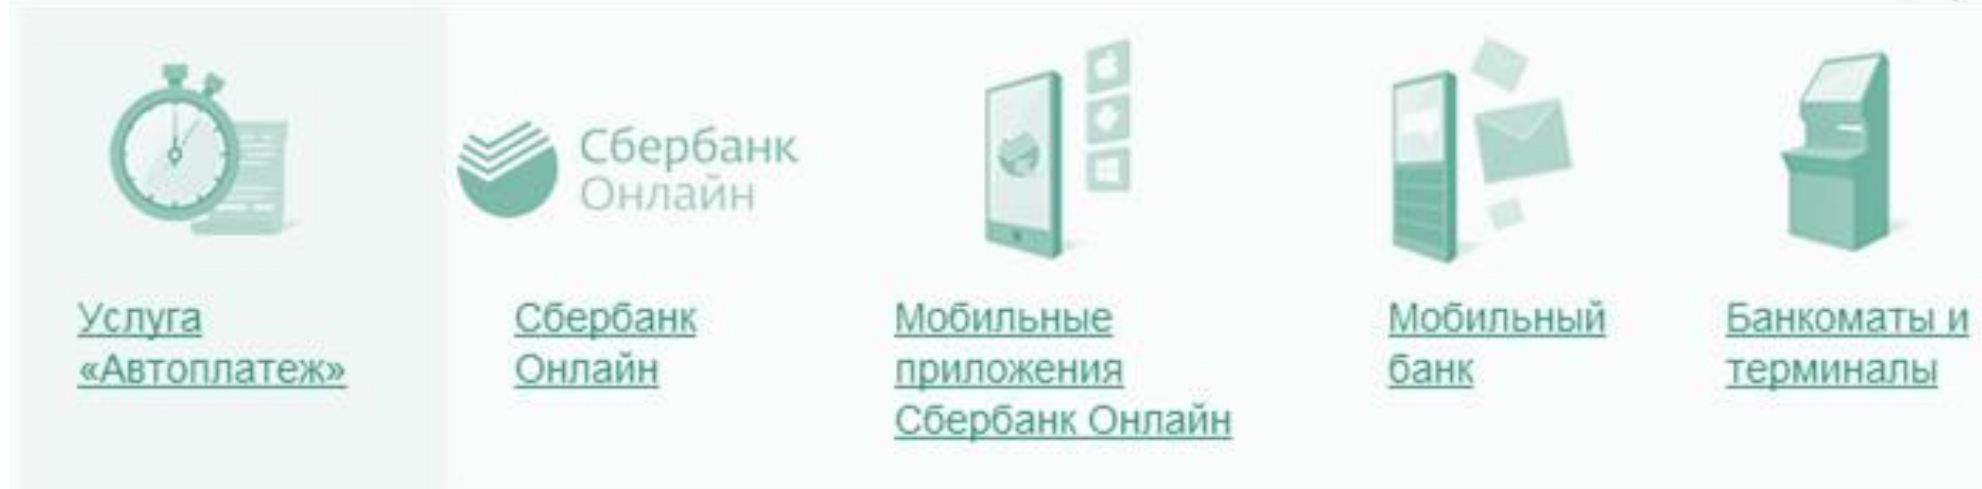 Сбербанк
Онлайн
Услуга
«Автоплатеж»
Сбербанк
Онлайн
Мобильные
приложения
Сбербанк Онлайн
Мобильный
банк
Банкоматы и
терминалы